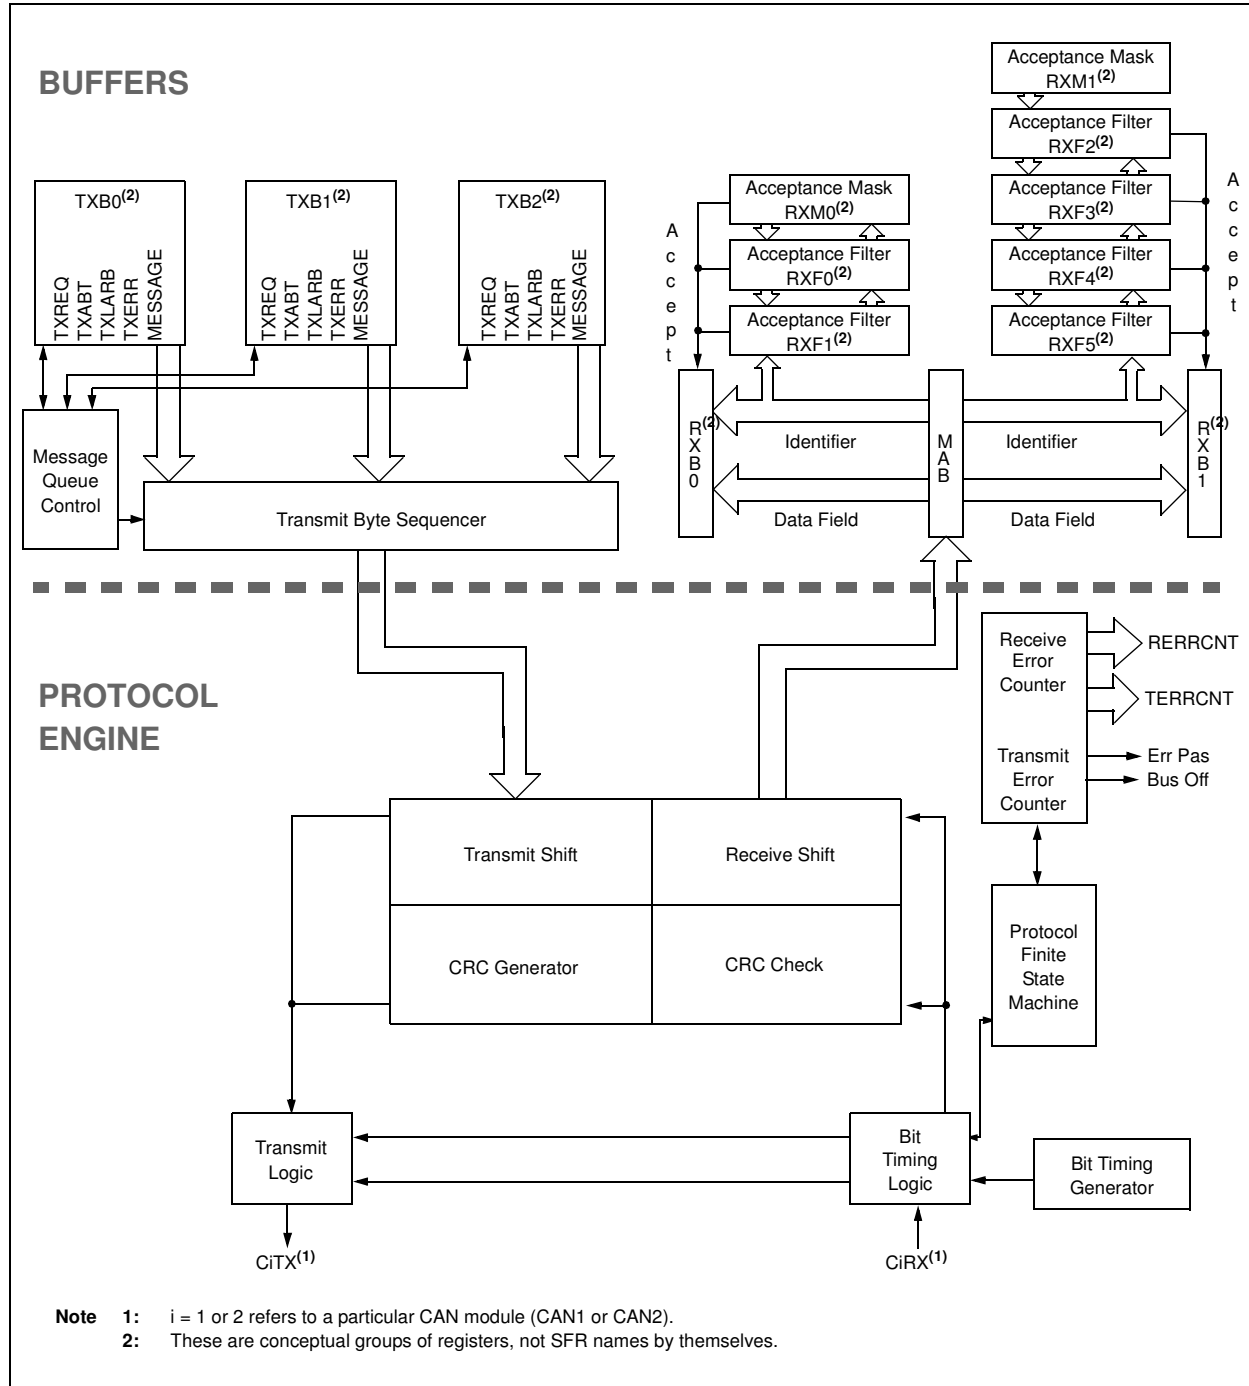 BUFFERS
Acceptance Mask
RXM1(2)
Acceptance Filter
RXF2(2)
Acceptance Filter
RXF3(2)
Acceptance Filter
RXF4(2)
Acceptance Filter
RXF5(2)
Accept
Acceptance Mask
RXM0(2)
Acceptance Filter
RXF0(2)
Acceptance Filter
RXF1(2)
Accept
TXB0(2)
TXREQ
TXABT
TXLARB
TXERR
MESSAGE
TXB1(2)
TXREQ
TXABT
TXLARB
TXERR
MESSAGE
TXB2(2)
TXREQ
TXABT
TXLARB
TXERR
MESSAGE
Message
Queue
Control
Transmit Byte Sequencer
RXB0(2)
Identifier
MAB
Identifier
RXB1(2)
Data Field
Data Field
PROTOCOL
ENGINE
Receive
Error
Counter
RERRCNT
TERRCNT
Transmit
Error
Counter
Err Pas
Bus Off
Transmit Shift
Receive Shift
CRC Generator
CRC Check
Protocol
Finite
State
Machine
Transmit
Logic
Bit
Timing
Logic
Bit Timing
Generator
CiTX(1)
CiRX(1)
Note 1: i = 1 or 2 refers to a particular CAN module (CAN1 or CAN2).
2: These are conceptual groups of registers, not SFR names by themselves.